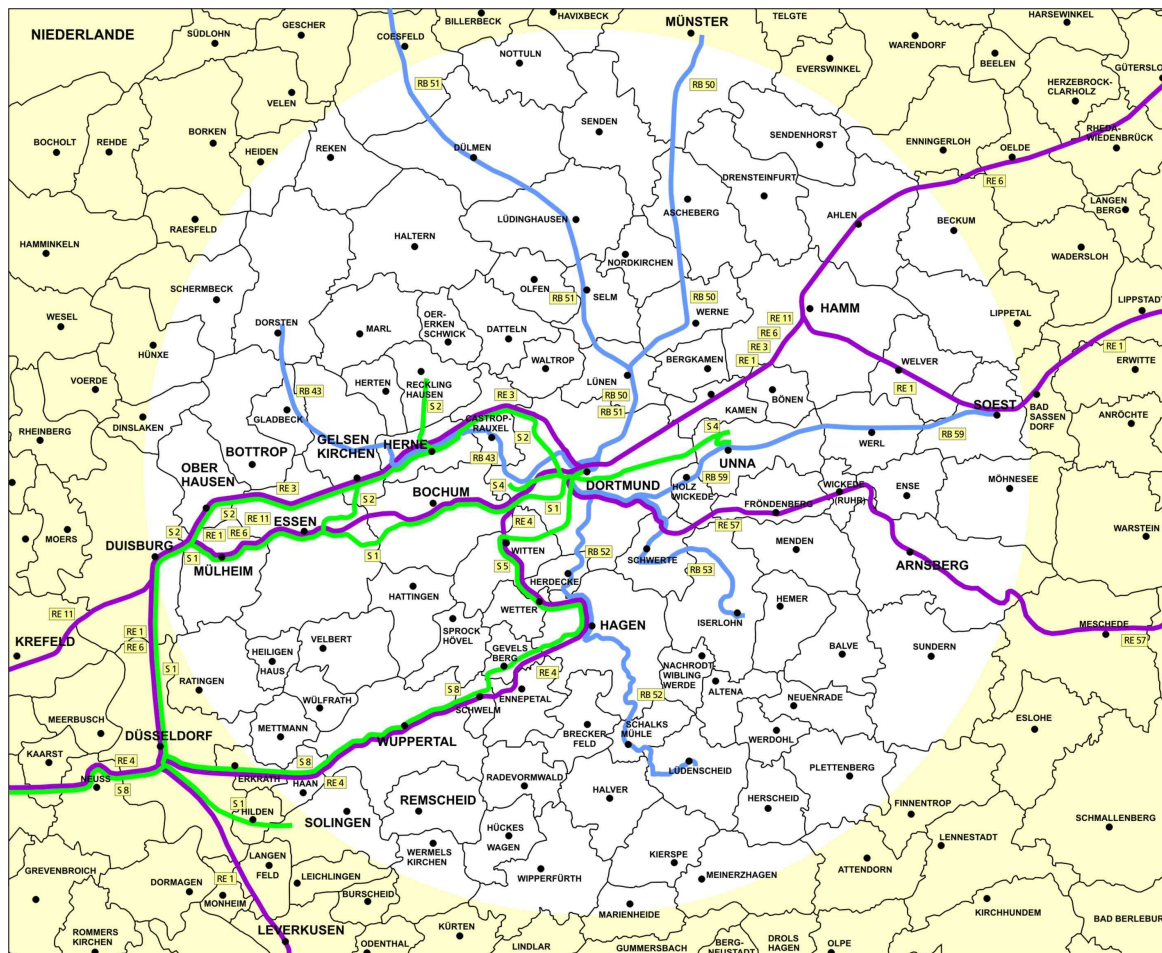 NIEDERLANDE
SÜDLOHN
GESCHER
COESFELD
BILLERBECK
HAVIXBECK
MÜNSTER
TELGTE
WARENDORF
HARSEWINKEL
BEELEN
EVERSWINKEL
GÜTERSLO
HERZEBROCK-
CLARHOLZ
NOTTULN
VELEN
RB 51
RB 50
BOCHOLT
REHDE
BORKEN
HEIDEN
REKEN
DÜLMEN
SENDEN
SENDENHORST
ENNINGERLOH
OELDE
RHEDA-
WIEDENBRÜCK
RE 6
DRENSTEINFURT
ASCHEBERG
AHLEN
BECKUM
LANGEN
BERG
WADERSLOH
RAESFELD
HAMMINKELN
LÜDINGHAUSEN
HALTERN
NORDKIRCHEN
OLFEN
SELM
RB 51
RB 50
WERNE
SCHERMBECK
HAMM
LIPPSTADT
LIPPETAL
WESEL
DORSTEN
MARL
OER-
ERKEN
SCHWICK
DATTELN
WALTROP
BERGKAMEN
RE 11
RE 6
RE 3
RE 1
HÜNXE
RE 1
ERWITTE
WELVER
RE 1
VOERDE
RB 43
HERTEN
RECKLING
HAUSEN
S 2
LÜNEN
RB 50
RB 51
KAMEN
BÖNEN
SOEST
BAD
SASSEN
DORF
ANRÖCHTE
RHEINBERG
DINSLAKEN
GLADBECK
RE 3
CASTROP-
RAUXEL
S 2
S 4
WERL
RB 59
GELSEN
KIRCHEN
HERNE
RB 43
UNNA
BOTTROP
OBER
HAUSEN
RE 3
S 2
BOCHUM
S 4
DORTMUND
HOLZ
WICKEDE
RB 59
WICKEDE
(RUHR)
ENSE
MÖHNESEE
S 1
FRÖNDENBERG
RE 57
MOERS
S 2
S 2
RE 1
RE 6
RE 11
ESSEN
RE 4
WARSTEIN
DUISBURG
S 1
MÜLHEIM
S 1
WITTEN
S 5
RB 52
SCHWERTE
RB 53
MENDEN
ARNSBERG
HERDECKE
HATTINGEN
WETTER
HEMER
ISERLOHN
RE 11
KREFELD
RE 1
RE 6
S 1
VELBERT
HEILIGEN
HAUS
SPROCK
HÖVEL
HAGEN
GEVELS
BERG
RE 4
MESCHEDE
RE 57
RATINGEN
WÜLFRATH
S 8
ENNEPETAL
SCHWELM
RB 52
NACHRODT
WIBLING
WERDE
ALTENA
BALVE
SUNDERN
NEUENRADE
MEERBUSCH
METTMANN
WUPPERTAL
BRECKER
FELD
SCHALKS
MÜHLE
WERDOHL
ESLOHE
DÜSSELDORF
KAARST
RE 4
NEUSS
S 8
ERKRATH
S 8
RE 4
HAAN
LÜDENSCHEID
PLETTENBERG
RADEVORMWALD
S 1
HILDEN
SOLINGEN
REMSCHEID
HALVER
HERSCHEID
FINNENTROP
SCHMALLENBERG
LENNESTADT
HÜCKES
WAGEN
WERMELS
KIRCHEN
KIERSPE
ATTENDORN
GREVENBROICH
LANGEN
FELD
LEICHLINGEN
WIPPERFÜRTH
MEINERZHAGEN
DORMAGEN
RE 1
MONHEIM
BURSCHEID
MARIENHEIDE
KIRCHHUNDEM
BAD BERLEBUR
ROMMERS
KIRCHEN
LEVERKUSEN
ODENTHAL
KÜRTEN
LINDLAR
GUMMERSBACH
BERG-
NEUSTADT
DROLS
HAGEN
OLPE